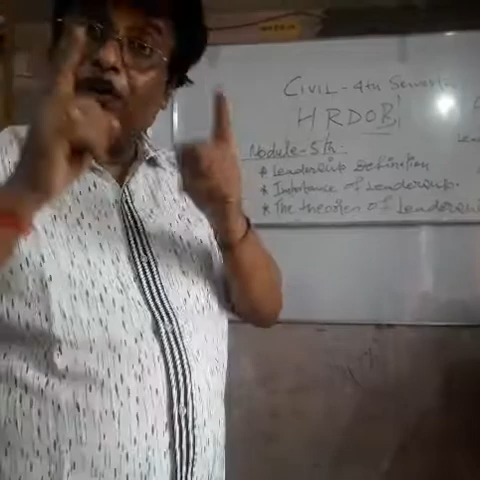 CIVIL - 4th Semester
HRDOB
Module - 5th.
* Leadership Definition
* Importance of Leadership.
* The theories of Leadership